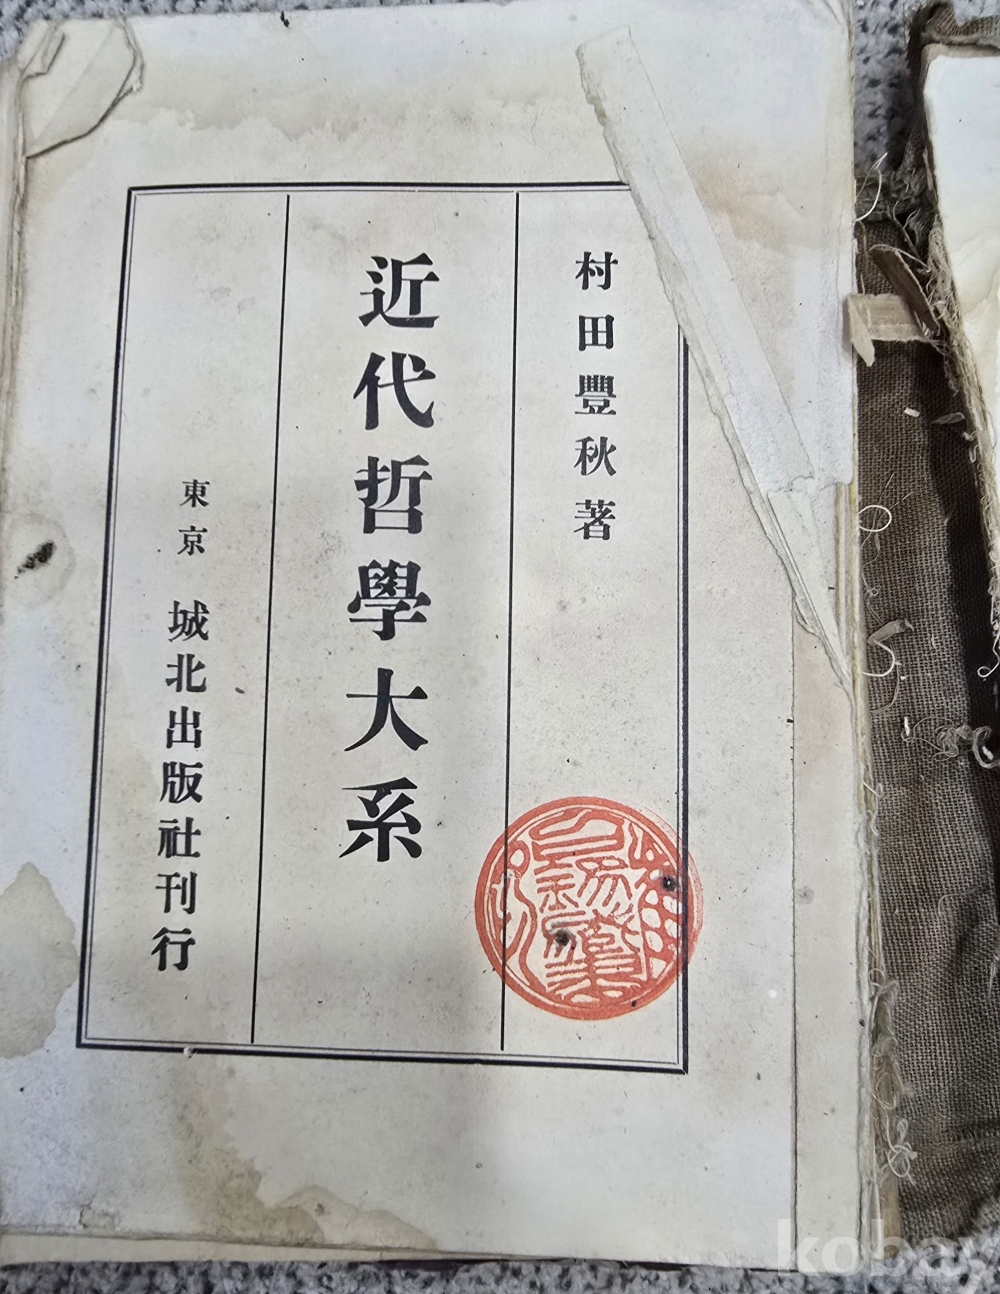 村田豐秋著
近代哲學大系
東京 城北出版社刊行
kobay